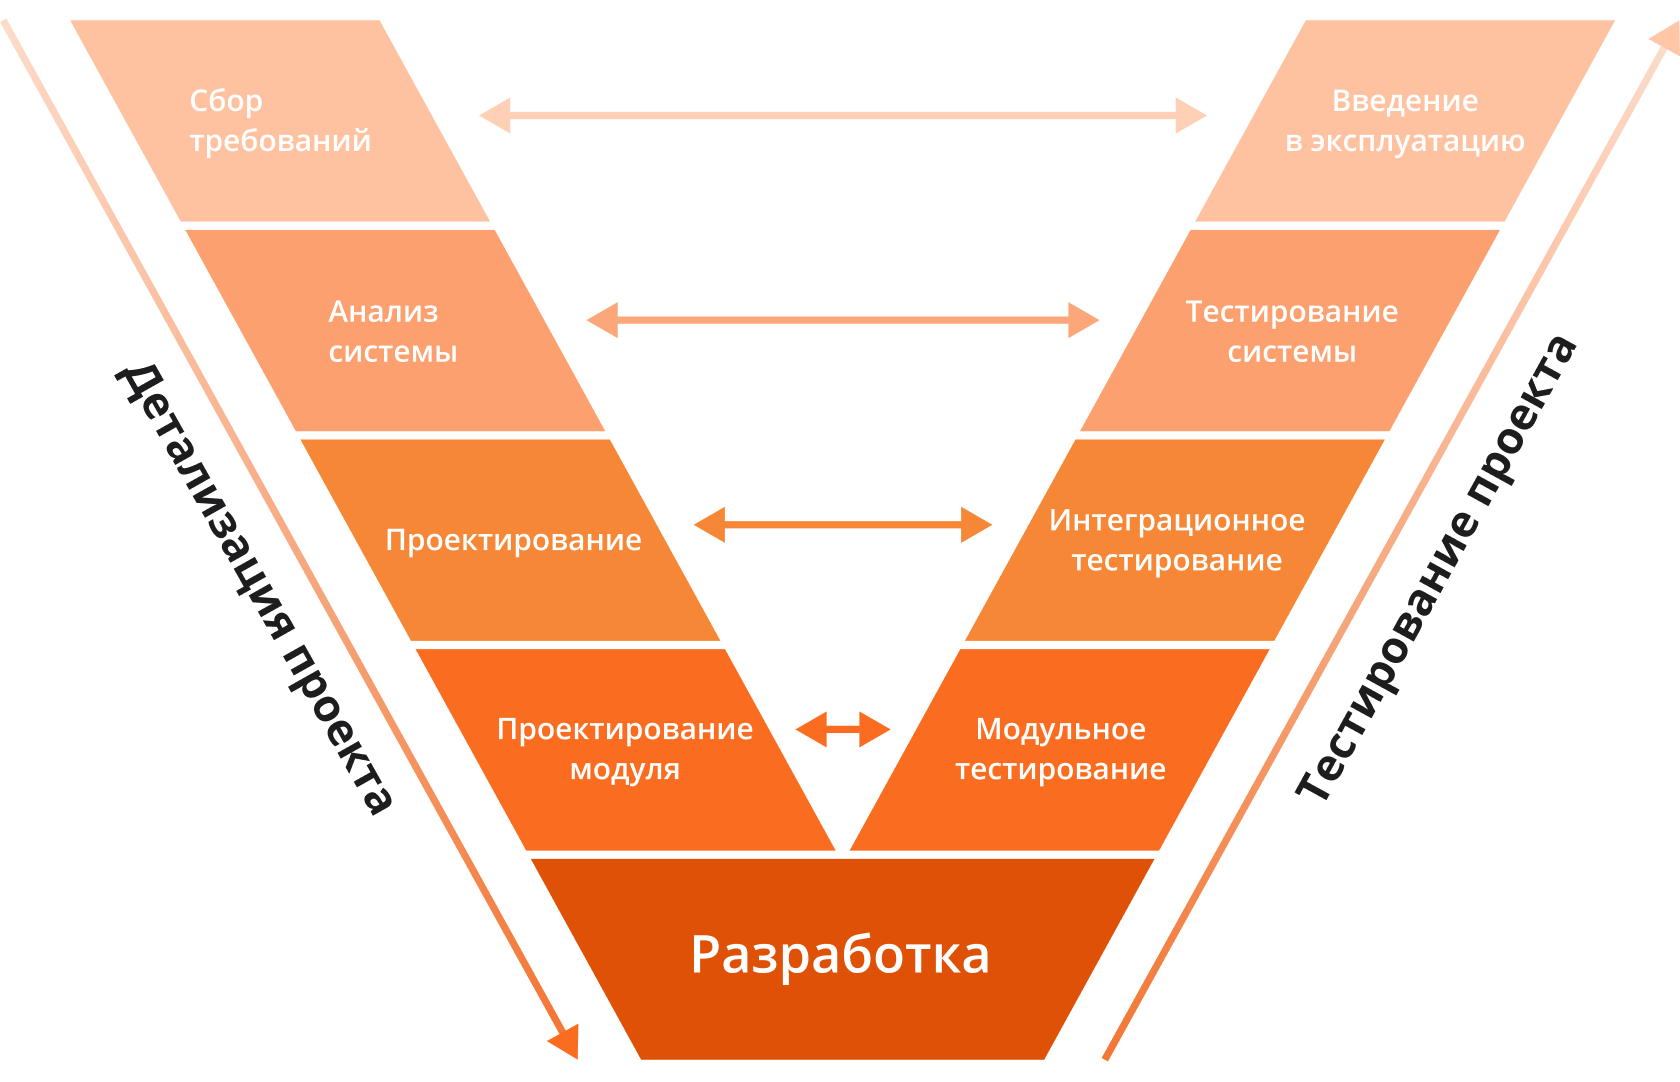 Сбор
требований
Введение
в эксплуатацию
Анализ
системы
Тестирование
системы
Проектирование
Интеграционное
тестирование
Проектирование
модуля
Модульное
тестирование
Разработка
Детализация проекта
Тестирование проекта